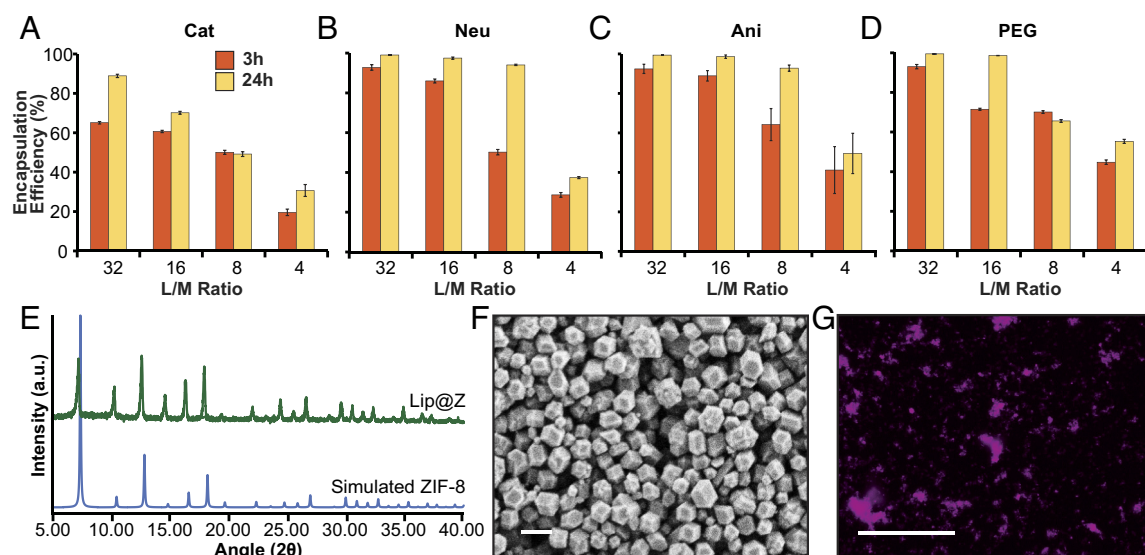 A
Cat
B
Neu
C
Ani
D
PEG
3h
24h
Encapsulation
Efficiency (%)
100
80
60
40
20
0
32 16 8 4
32 16 8 4
32 16 8 4
32 16 8 4
L/M Ratio
L/M Ratio
L/M Ratio
L/M Ratio
E
F
G
Intensity (a.u.)
Lip@Z
Simulated ZIF-8
5.00 10.00 15.00 20.00 25.00 30.00 35.00 40.00
Angle (2θ)